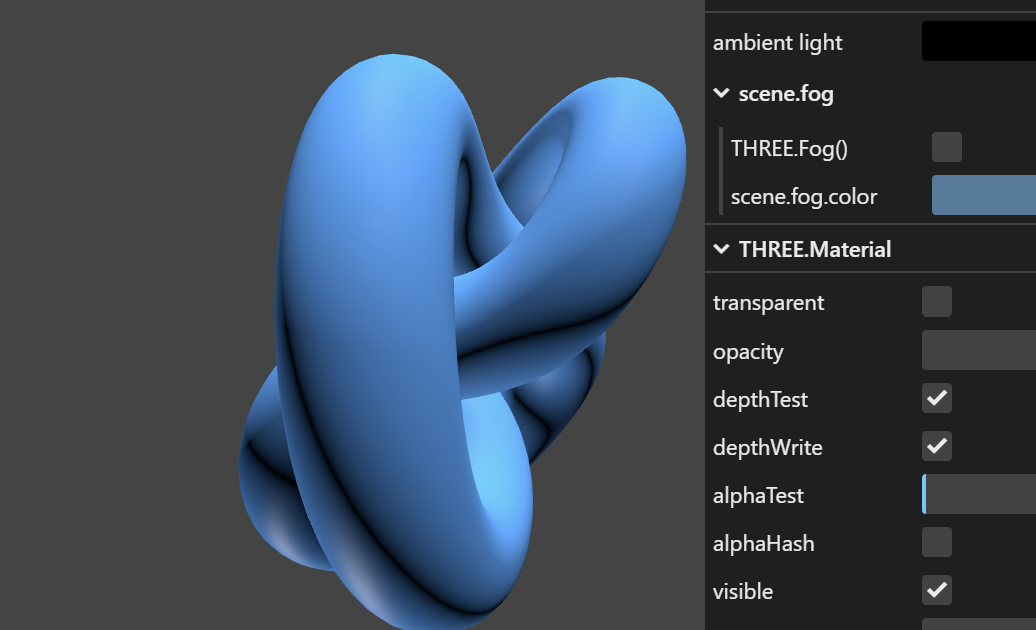 ambient light
scene.fog
THREE.Fog()
scene.fog.color
THREE.Material
transparent
opacity
depthTest
depthWrite
alphaTest
alphaHash
visible